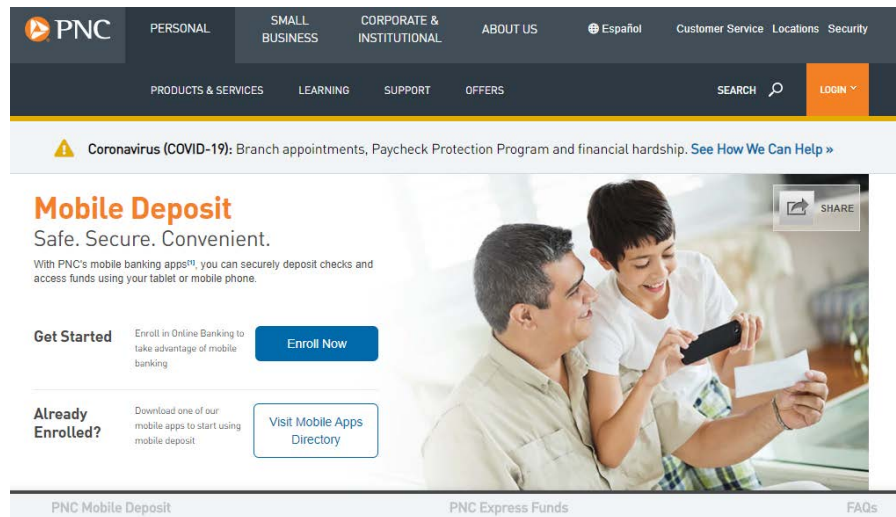 PNC
PERSONAL
SMALL
BUSINESS
CORPORATE &
INSTITUTIONAL
ABOUT US
Español
Customer Service Locations Security
PRODUCTS & SERVICES LEARNING SUPPORT OFFERS
SEARCH
LOGIN
Coronavirus (COVID-19): Branch appointments, Paycheck Protection Program and financial hardship. See How We Can Help »
SHARE
Mobile Deposit
Safe. Secure. Convenient.
With PNC's mobile banking apps[1], you can securely deposit checks and
access funds using your tablet or mobile phone.
Get Started
Enroll in Online Banking to
take advantage of mobile
banking
Enroll Now
Already
Enrolled?
Download one of our
mobile apps to start using
mobile deposit
Visit Mobile Apps
Directory
PNC Mobile Deposit PNC Express Funds FAQs